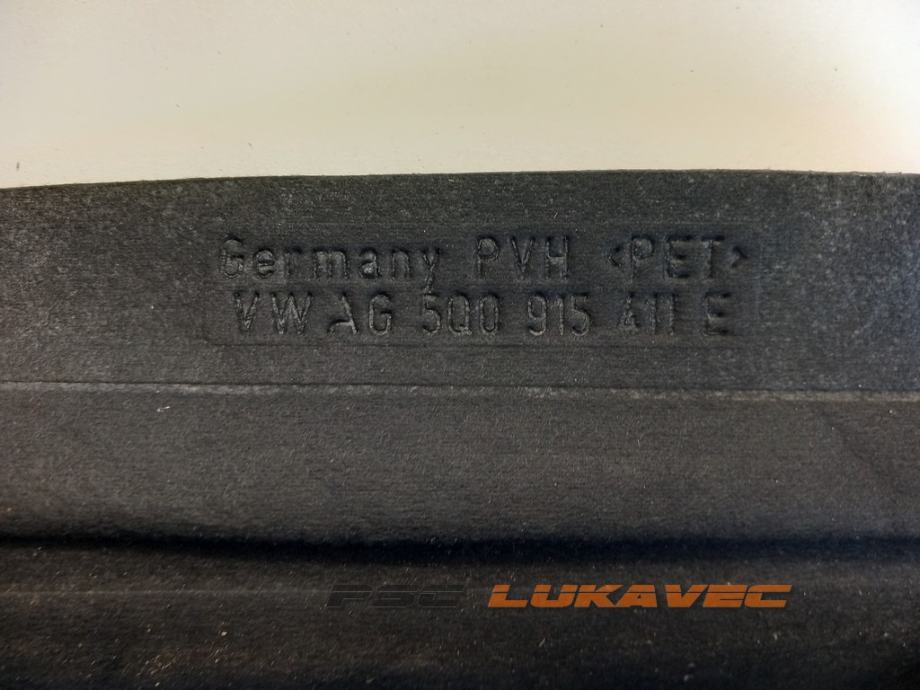 Germany PVH <PET>
VW AG 5Q0 915 411 E
PSC LUKAVEC